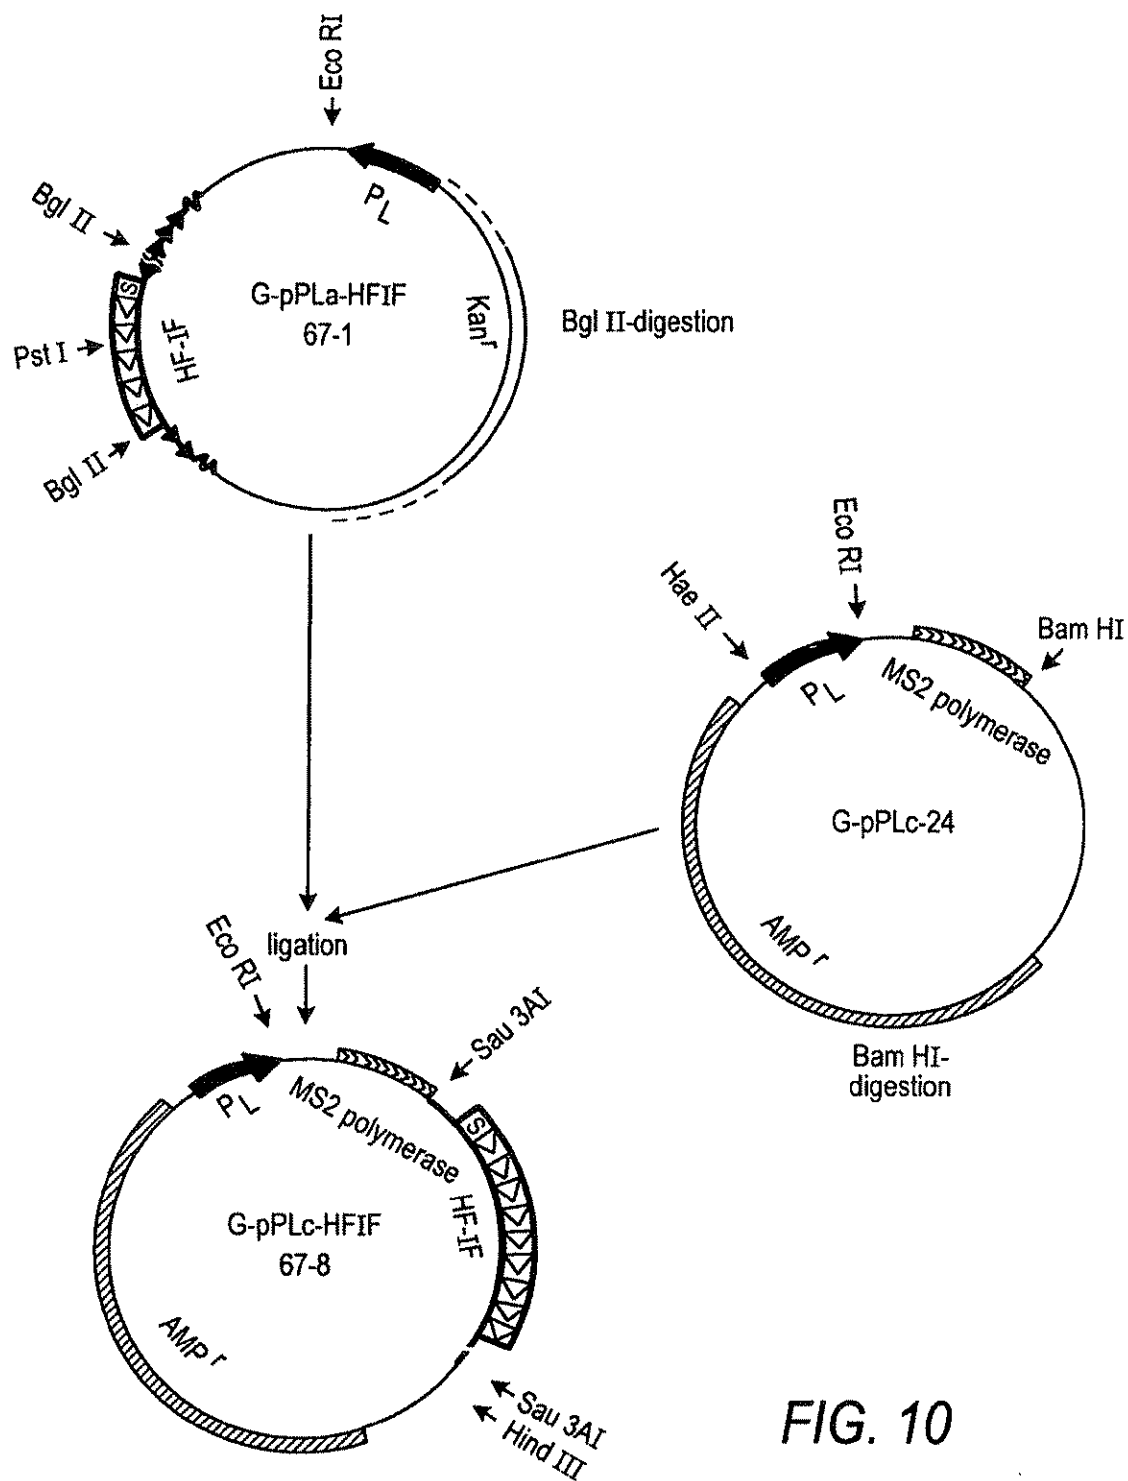 Eco RI
Bgl II
PL
G-pPLa-HFIF
67-1
Kanr
Bgl II-digestion
S
HF-IF
Pst I
Bgl II
Eco RI
Hae II
Bam HI
PL
MS2 polymerase
G-pPLc-24
AMPr
Bam HI-
digestion
ligation
Eco RI
Sau 3AI
PL
MS2 polymerase
S
HF-IF
G-pPLc-HFIF
67-8
AMPr
Sau 3AI
Hind III
FIG. 10